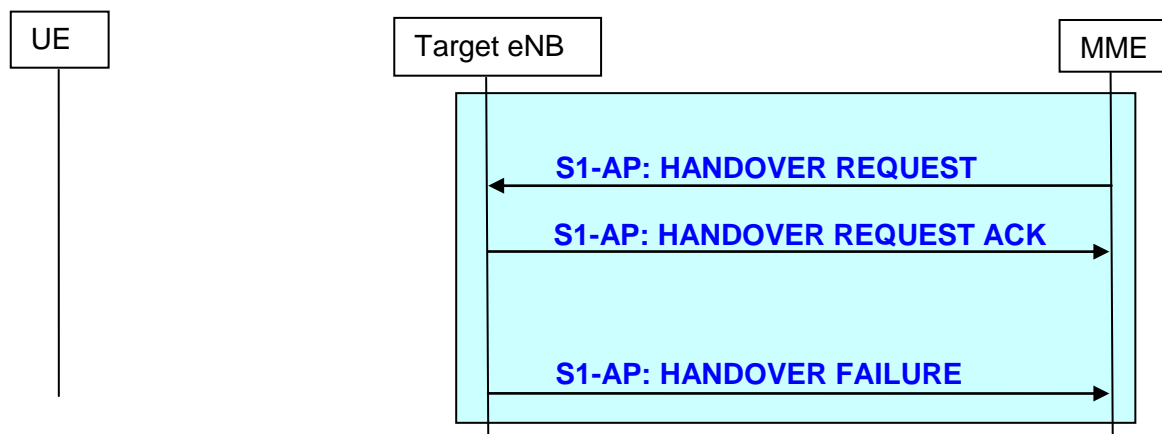 UE
Target eNB
MME
S1-AP: HANDOVER REQUEST
S1-AP: HANDOVER REQUEST ACK
S1-AP: HANDOVER FAILURE